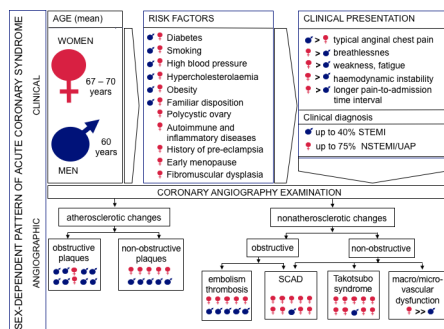 SEX-DEPENDENT PATTERN OF ACUTE CORONARY SYNDROME
CLINICAL
AGE (mean)
WOMEN
67 – 70
years
60
years
MEN
RISK FACTORS
Diabetes
Smoking
High blood pressure
Hypercholesterolaemia
Obesity
Familiar disposition
Polycystic ovary
Autoimmune and
inflammatory diseases
History of pre-eclampsia
Early menopause
Fibromuscular dysplasia
CLINICAL PRESENTATION
> typical anginal chest pain
> breathlessnes
> weakness, fatigue
> haemodynamic instability
> longer pain-to-admission
time interval
Clinical diagnosis
up to 40% STEMI
up to 75% NSTEMI/UAP
ANGIOGRAPHIC
CORONARY ANGIOGRAPHY EXAMINATION
atherosclerotic changes
nonatherosclerotic changes
obstructive
plaques
non-obstructive
plaques
obstructive
non-obstructive
embolism
thrombosis
SCAD
Takotsubo
syndrome
macro/micro-
vascular
dysfunction
>>